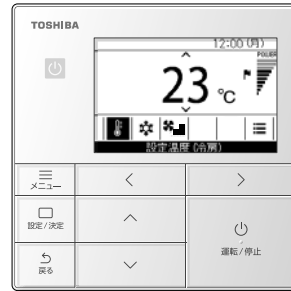 TOSHIBA
12:00 (月)
23 °C
設定温度 (冷房)
メニュー
設定/決定
運転/停止
戻る